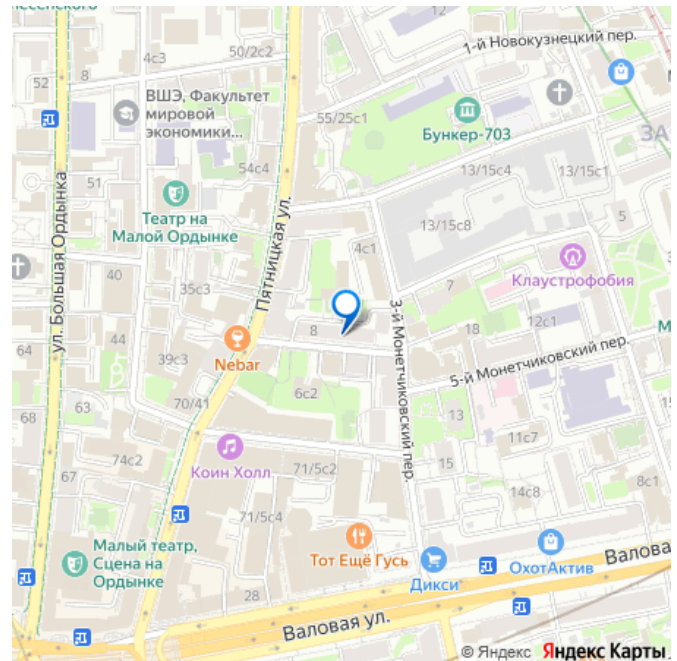 50/2с2
4с3
8
52
1-й Новокузнецкий пер.
ВШЭ, Факультет
мировой
экономики...
55/25с1
Бункер-703
ЗА
54с4
51
13/15с4
13/15с1
Театр на
Малой Ордынке
ул. Большая Ордынка
Пятницкая ул.
13/15с8
5
4с1
40
Клаустрофобия
35с3
7
3-й Монетчиковский пер.
44
8
18
12с1
54
39с3
Nebar
5-й Монетчиковский пер.
6с2
63
70/41
68
13
11с7
74с2
Коин Холл
15
67
71/5с2
14с8
8с1
71/5с4
Малый театр,
Сцена на
Ордынке
Тот Ещё Гусь
Дикси
ОхотАктив
Валова
28
Валовая ул.
© Яндекс Яндекс Карты